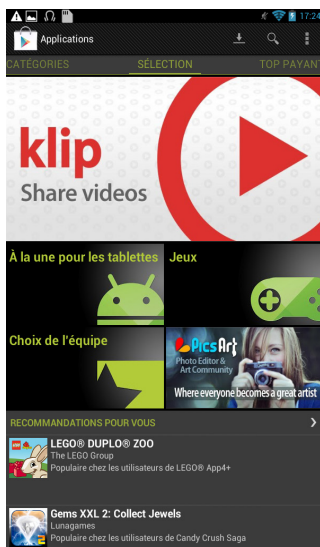 17:24
Applications
CATÉGORIES
SÉLECTION
TOP PAYANT
klip
Share videos
À la une pour les tablettes
Jeux
Choix de l'équipe
PicsArt
Photo Editor &
Art Community
Where everyone becomes a great artist
RECOMMANDATIONS POUR VOUS
LEGO® DUPLO® ZOO
The LEGO Group
Populaire chez les utilisateurs de LEGO® App4+
Gems XXL 2: Collect Jewels
Lunagames
Populaire chez les utilisateurs de Candy Crush Saga